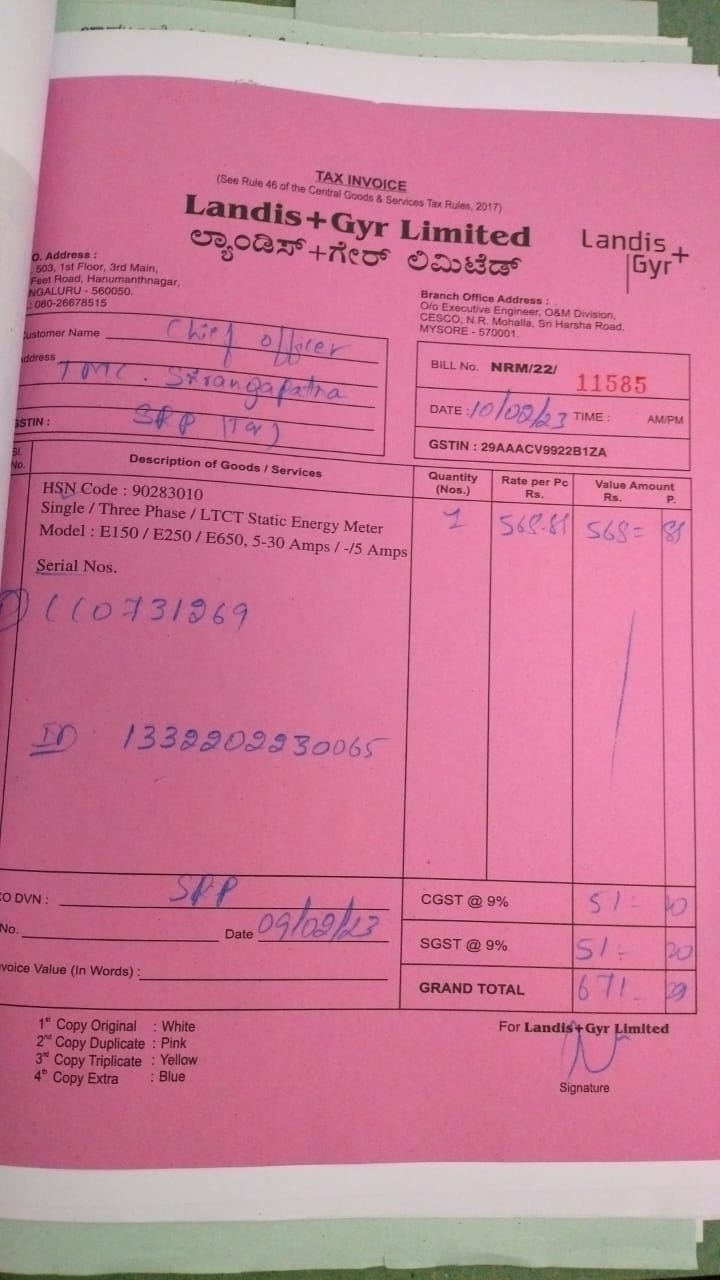 TAX INVOICE
(See Rule 46 of the Central Goods & Services Tax Rules, 2017)
Landis+Gyr Limited
ಲ್ಯಾಂಡಿಸ್+ಗೇರ್ ಲಿಮಿಟೆಡ್
Landis+
Gyr
O. Address :
503, 1st Floor, 3rd Main,
Feet Road, Hanumanthnagar,
NGALURU - 560050.
: 080-26678515
Branch Office Address :
O/o Executive Engineer, O&M Division,
CESCO, N.R. Mohalla, Sri Harsha Road,
MYSORE - 570001.
ustomer Name Chief officer
ddress TMC. Srirangapatna
GSTIN : SRP (Tq)
BILL No. NRM/22/ 11585
DATE : 10/02/23 TIME : AM/PM
GSTIN : 29AAACV9922B1ZA
Sl. No. Description of Goods / Services Quantity (Nos.) Rate per Pc Rs. Value Amount Rs. P.
HSN Code : 90283010 1 568.81 568= 81
Single / Three Phase / LTCT Static Energy Meter
Model : E150 / E250 / E650, 5-30 Amps / -/5 Amps
Serial Nos.
0731269
ID 1332202230065
O DVN : SRP
CGST @ 9% 51 20
No. Date 09/02/23
SGST @ 9% 51 20
voice Value (In Words) :
GRAND TOTAL 671 29
1st Copy Original : White
2nd Copy Duplicate : Pink
3rd Copy Triplicate : Yellow
4th Copy Extra : Blue
For Landis+Gyr Limited
Signature